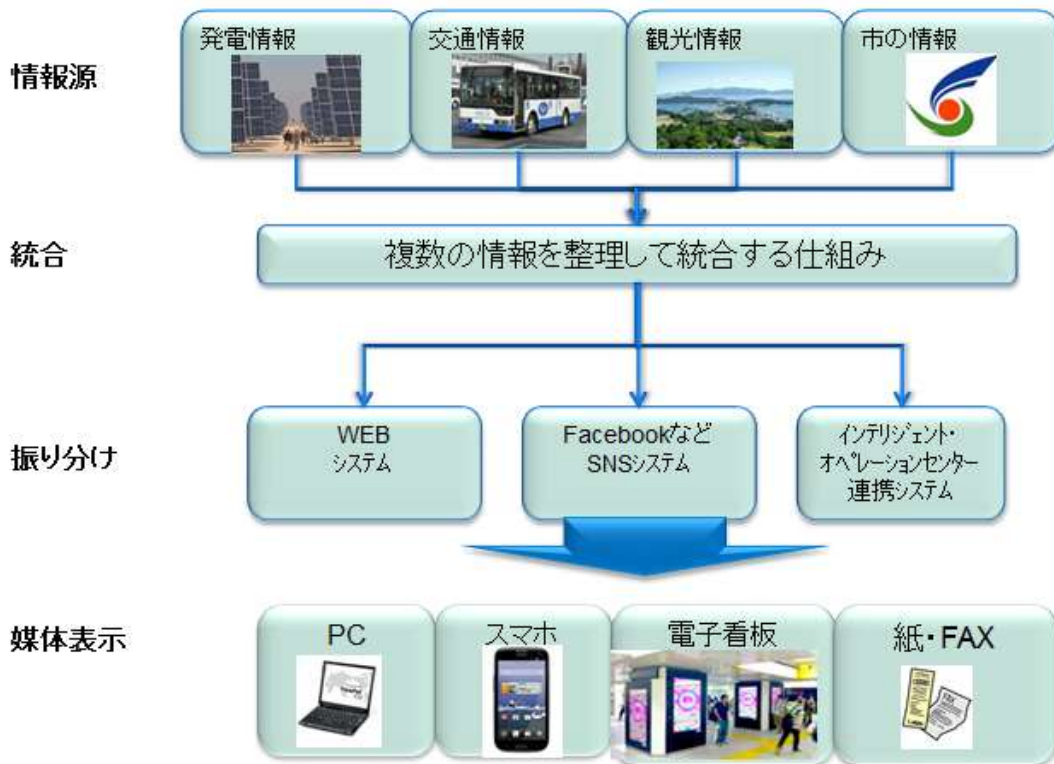 情報源
発電情報
交通情報
観光情報
市の情報
統合
複数の情報を整理して統合する仕組み
振り分け
WEB
システム
Facebookなど
SNSシステム
インテリジェント・
オペレーションセンター
連携システム
媒体表示
PC
スマホ
電子看板
紙・FAX